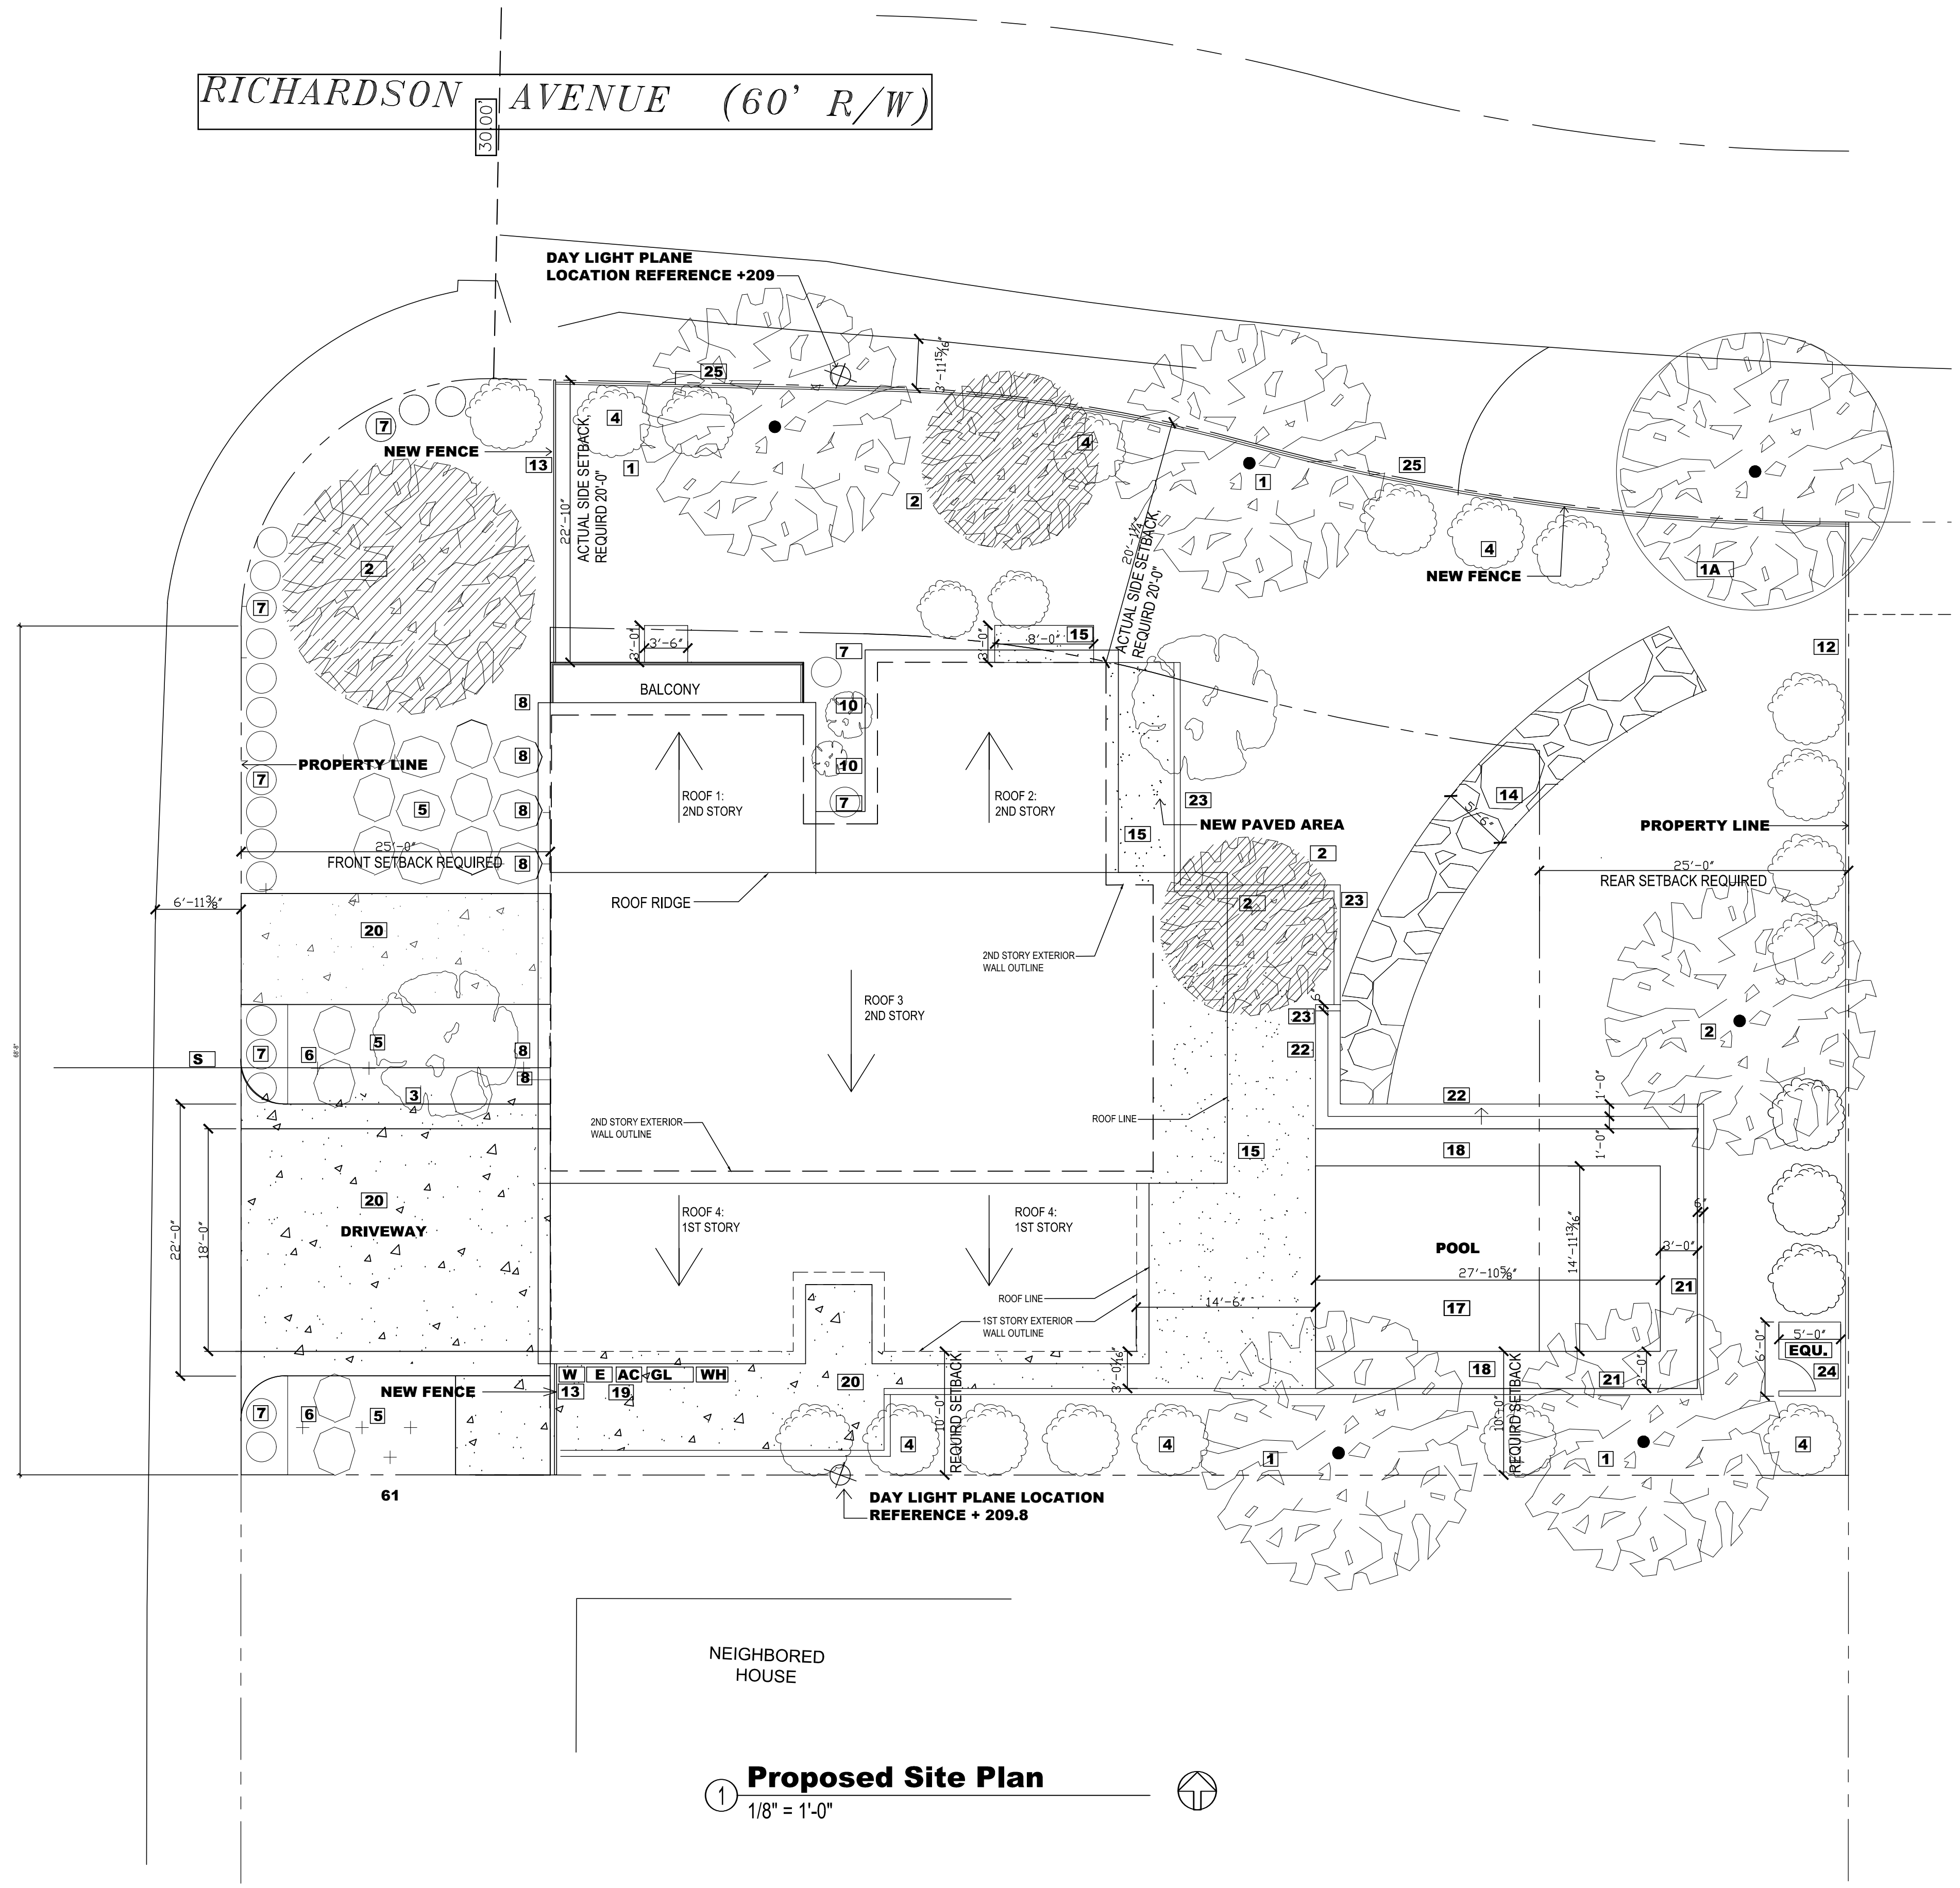 RICHARDSON AVENUE (60' R/W)
30.00'
DAY LIGHT PLANE
LOCATION REFERENCE +209
3'-11 15/16"
25
7
4
4
NEW FENCE
13
1
ACTUAL SIDE SETBACK,
REQUIRD 20'-0"
22'-10"
2
1
25
20'-1 1/4"
ACTUAL SIDE SETBACK,
REQUIRD 20'-0"
4
NEW FENCE
1A
2
7
3'-0"
3'-6"
3'-0"
8'-0"
15
7
12
BALCONY
8
10
8
10
PROPERTY LINE
7
7
5
8
ROOF 1:
2ND STORY
ROOF 2:
2ND STORY
23
14
5'-6"
NEW PAVED AREA
PROPERTY LINE
15
25'-0"
FRONT SETBACK REQUIRED
8
2
25'-0"
REAR SETBACK REQUIRED
6'-11 3/8"
ROOF RIDGE
2
23
20
2ND STORY EXTERIOR
WALL OUTLINE
6"
ROOF 3
2ND STORY
23
2
S
7
6
5
8
22
8
3
22
1'-0"
2ND STORY EXTERIOR
WALL OUTLINE
ROOF LINE
68'-8"
15
18
1'-0"
20
DRIVEWAY
22'-0"
18'-0"
ROOF 4:
1ST STORY
ROOF 4:
1ST STORY
6"
POOL
14'-11 13/16"
3'-0"
27'-10 5/8"
21
ROOF LINE
14'-6"
17
1ST STORY EXTERIOR
WALL OUTLINE
5'-0"
6'-0"
EQU.
W E AC GL WH
NEW FENCE
13
19
20
3'-0 1/16"
18
21
3'-0"
24
7
6
5
4
10'-0"
REQUIRD SETBACK
4
1
10'-0"
REQUIRD SETBACK
1
4
61
DAY LIGHT PLANE LOCATION
REFERENCE + 209.8
NEIGHBORED
HOUSE
1
Proposed Site Plan
1/8" = 1'-0"